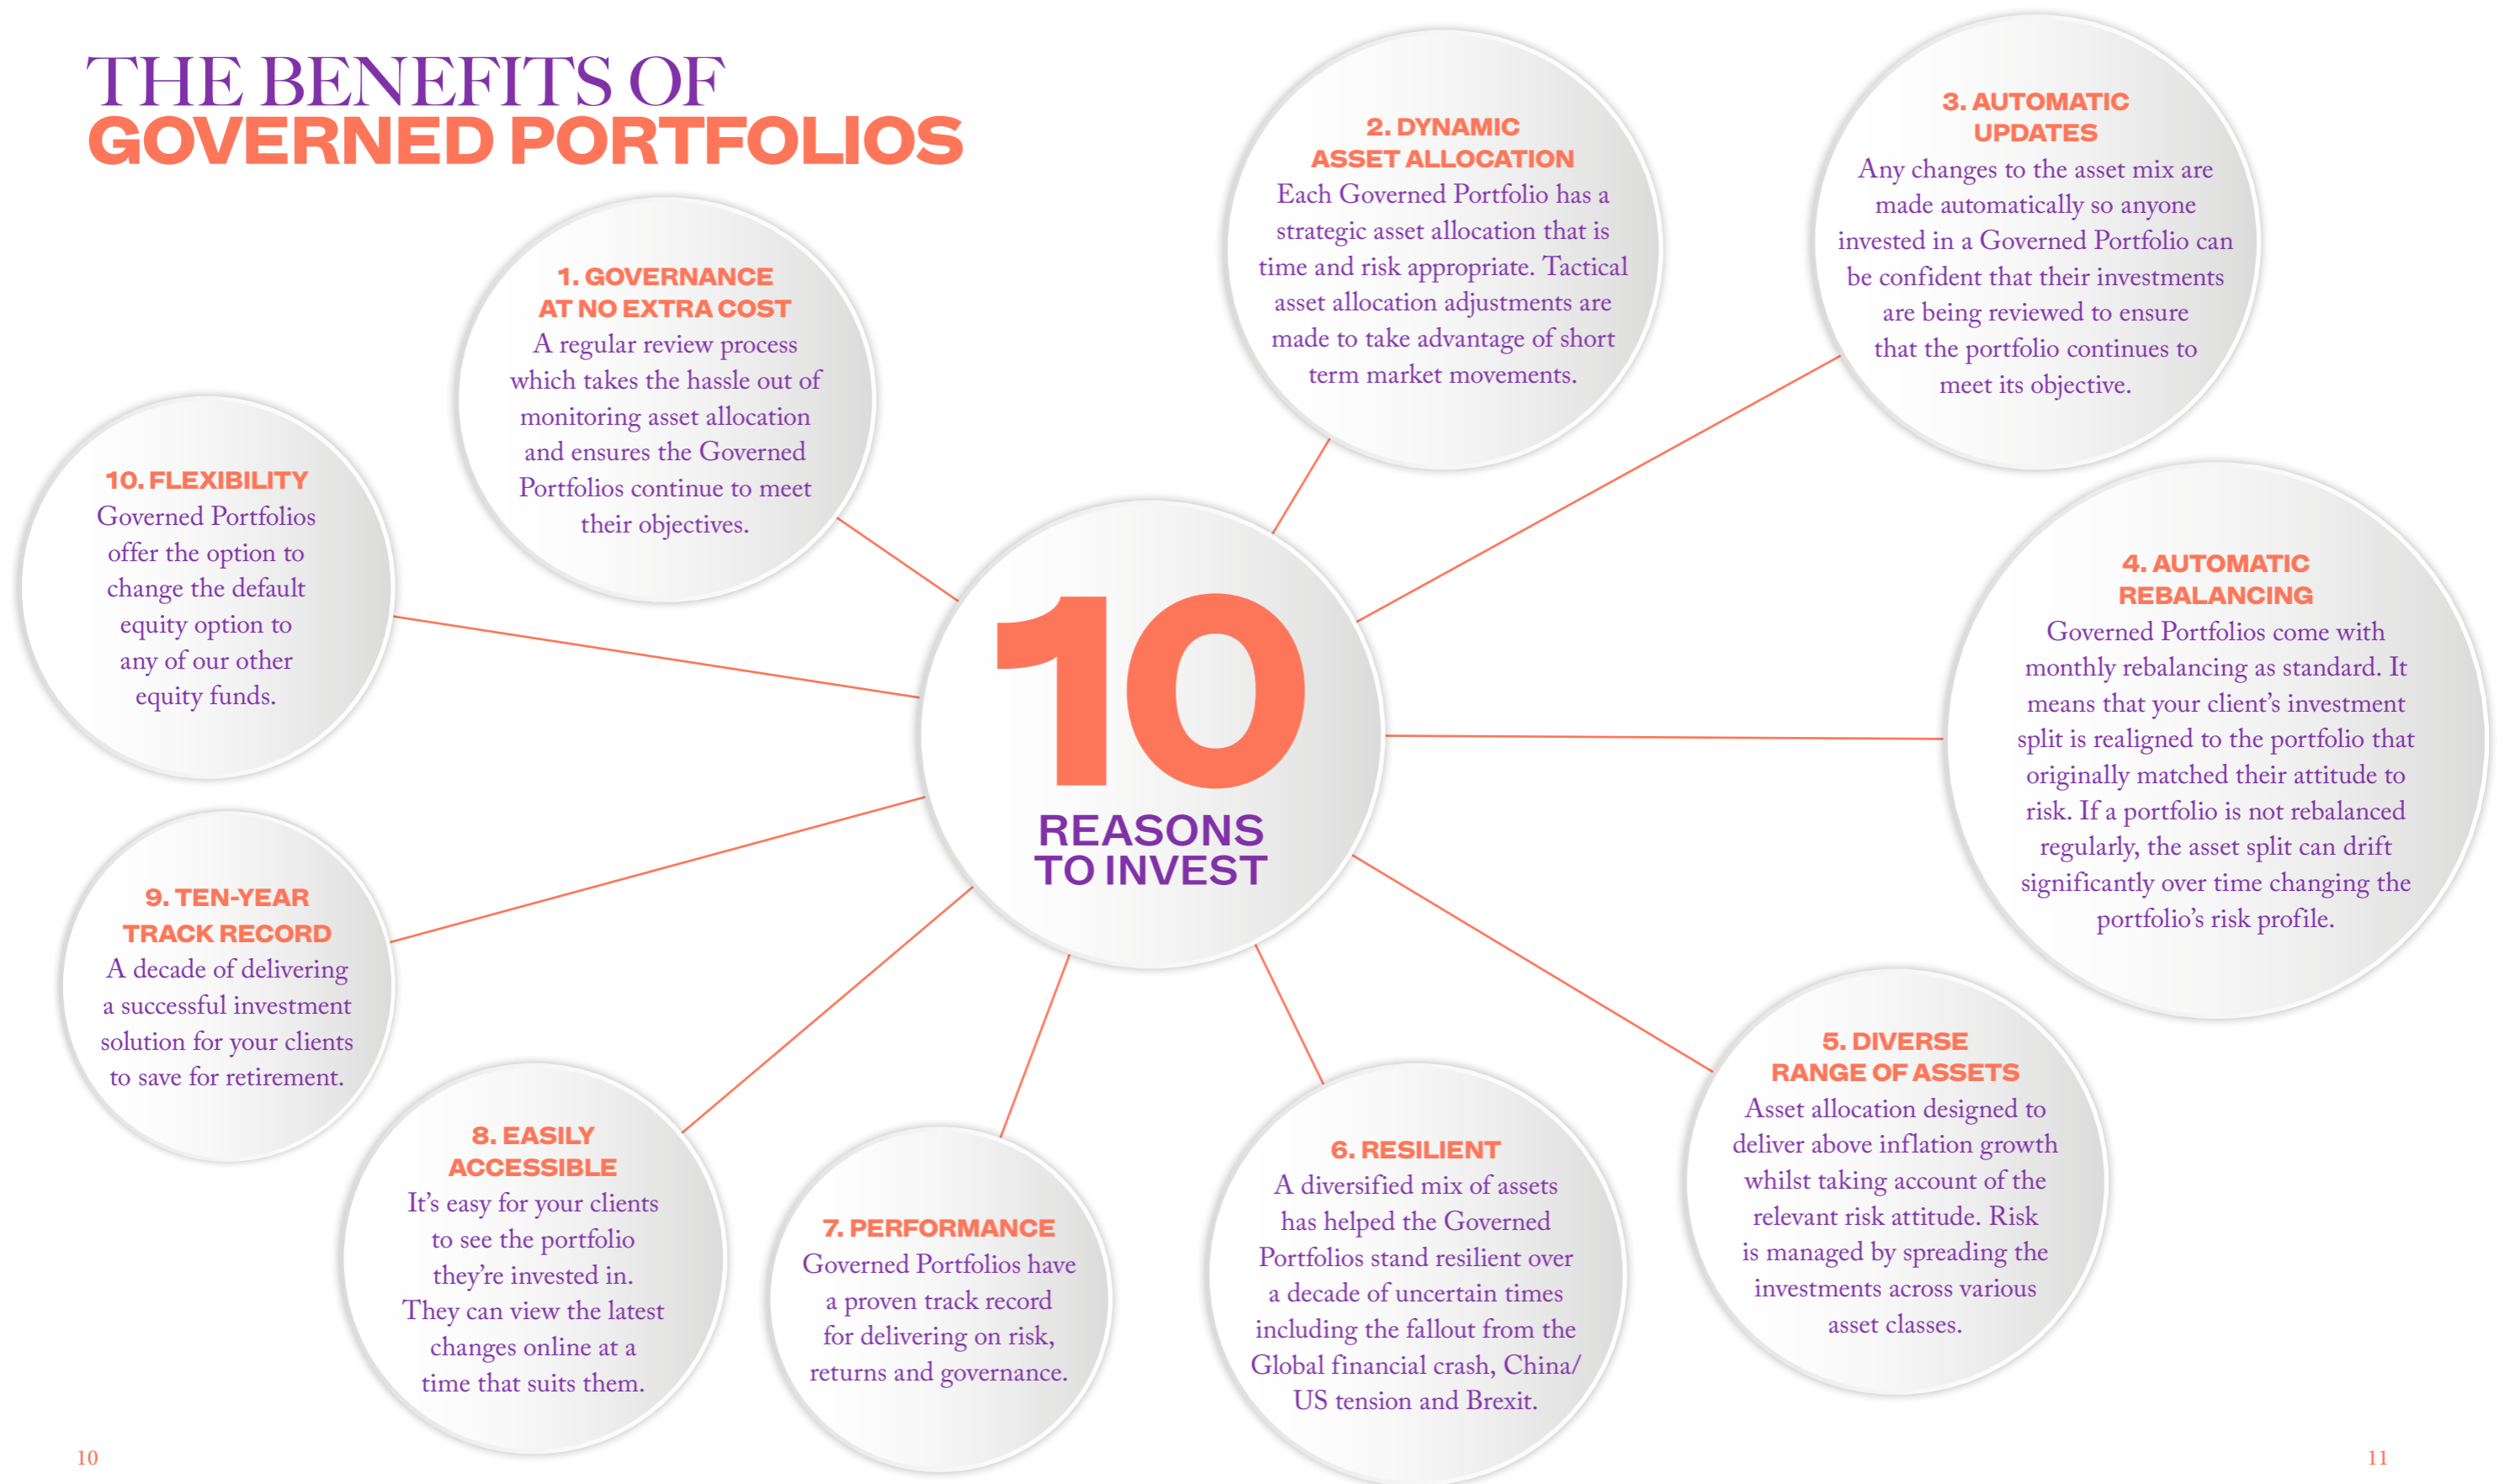 THE BENEFITS OF
GOVERNED PORTFOLIOS
1. GOVERNANCE
AT NO EXTRA COST
A regular review process
which takes the hassle out of
monitoring asset allocation
and ensures the Governed
Portfolios continue to meet
their objectives.
2. DYNAMIC
ASSET ALLOCATION
Each Governed Portfolio has a
strategic asset allocation that is
time and risk appropriate. Tactical
asset allocation adjustments are
made to take advantage of short
term market movements.
3. AUTOMATIC
UPDATES
Any changes to the asset mix are
made automatically so anyone
invested in a Governed Portfolio can
be confident that their investments
are being reviewed to ensure
that the portfolio continues to
meet its objective.
4. AUTOMATIC
REBALANCING
Governed Portfolios come with
monthly rebalancing as standard. It
means that your client’s investment
split is realigned to the portfolio that
originally matched their attitude to
risk. If a portfolio is not rebalanced
regularly, the asset split can drift
significantly over time changing the
portfolio’s risk profile.
5. DIVERSE
RANGE OF ASSETS
Asset allocation designed to
deliver above inflation growth
whilst taking account of the
relevant risk attitude. Risk
is managed by spreading the
investments across various
asset classes.
6. RESILIENT
A diversified mix of assets
has helped the Governed
Portfolios stand resilient over
a decade of uncertain times
including the fallout from the
Global financial crash, China/
US tension and Brexit.
7. PERFORMANCE
Governed Portfolios have
a proven track record
for delivering on risk,
returns and governance.
8. EASILY
ACCESSIBLE
It’s easy for your clients
to see the portfolio
they’re invested in.
They can view the latest
changes online at a
time that suits them.
9. TEN-YEAR
TRACK RECORD
A decade of delivering
a successful investment
solution for your clients
to save for retirement.
10. FLEXIBILITY
Governed Portfolios
offer the option to
change the default
equity option to
any of our other
equity funds.
10
REASONS
TO INVEST
10
11